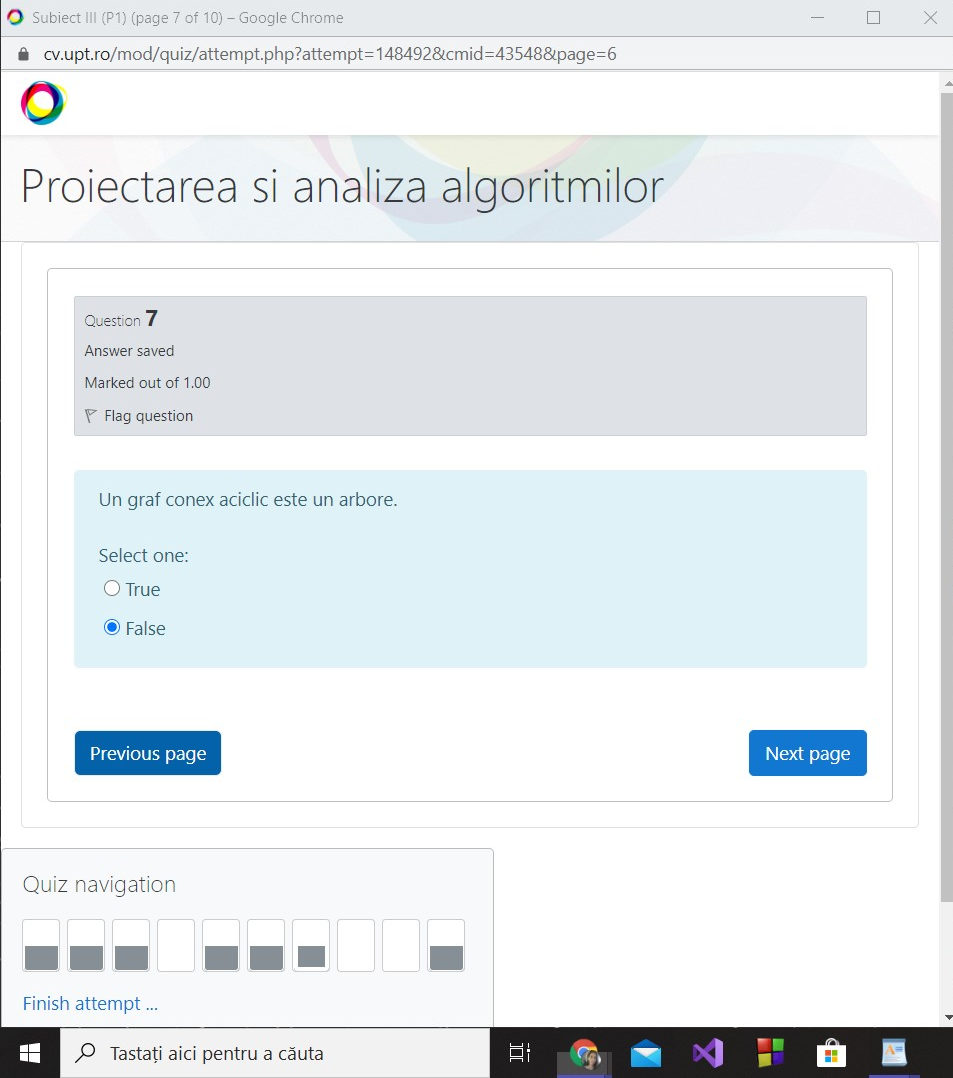 Subiect III (P1) (page 7 of 10) – Google Chrome
cv.upt.ro/mod/quiz/attempt.php?attempt=148492&cmid=43548&page=6
Proiectarea si analiza algoritmilor
Question 7
Answer saved
Marked out of 1.00
Flag question
Un graf conex aciclic este un arbore.
Select one:
True
False
Previous page
Next page
Quiz navigation
Finish attempt ...
Tastați aici pentru a căuta